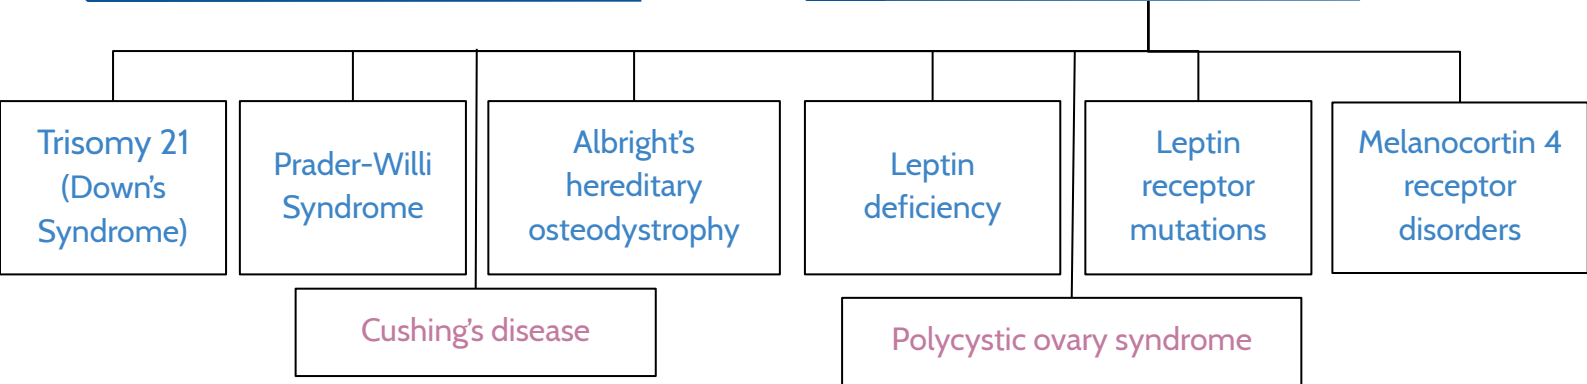 Trisomy 21
(Down's
Syndrome)
Prader-Willi
Syndrome
Albright's
hereditary
osteodystrophy
Leptin
deficiency
Leptin
receptor
mutations
Melanocortin 4
receptor
disorders
Cushing's disease
Polycystic ovary syndrome